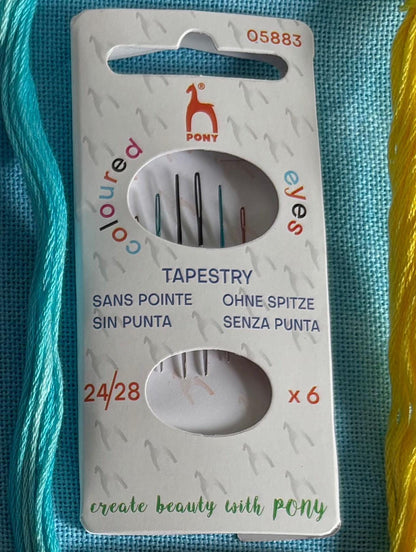 05883
®
PONY
coloured eyes
TAPESTRY
SANS POINTE OHNE SPITZE
SIN PUNTA SENZA PUNTA
24/28 x 6
create beauty with PONY